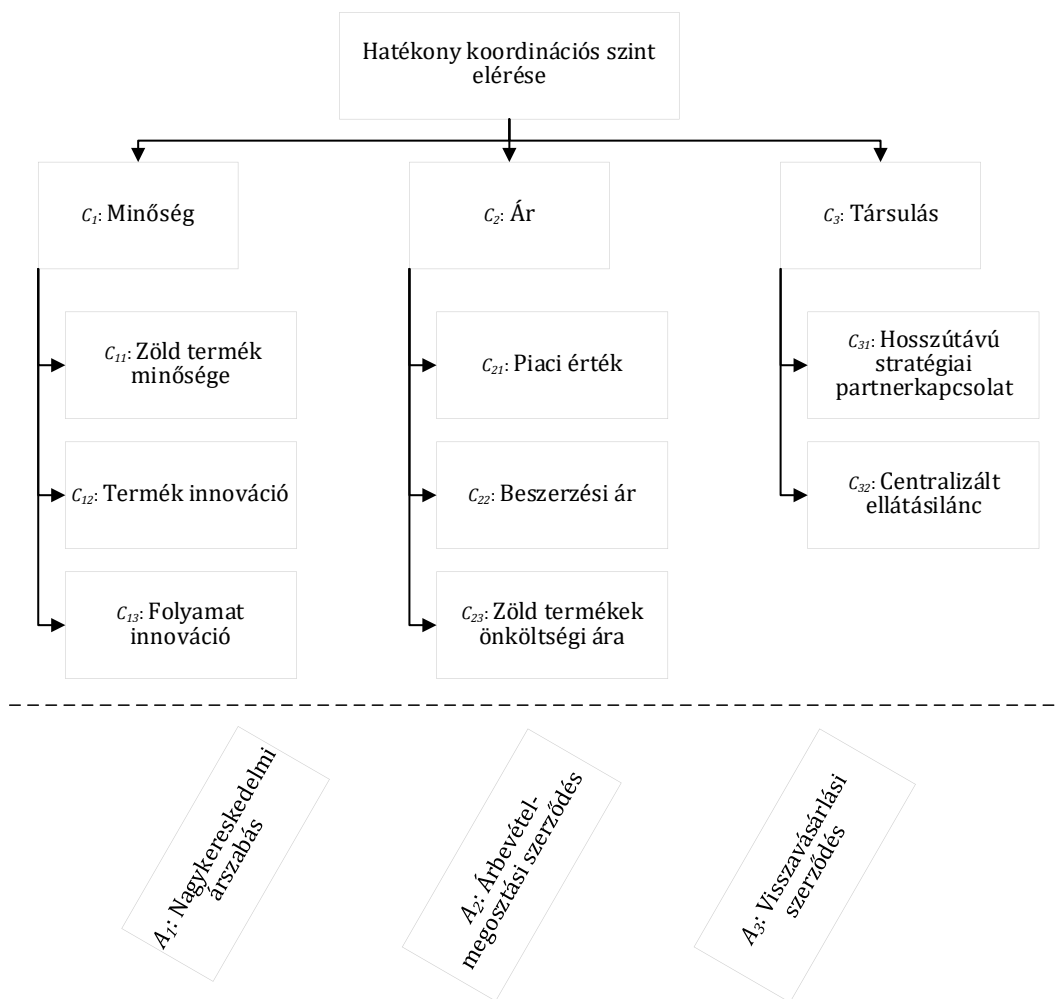 Hatékony koordinációs szint
elérése
C1: Minőség
C2: Ár
C3: Társulás
C11: Zöld termék
minősége
C12: Termék innováció
C13: Folyamat
innováció
C21: Piaci érték
C22: Beszerzési ár
C23: Zöld termékek
önköltségi ára
C31: Hosszútávú
stratégiai
partnerkapcsolat
C32: Centralizált
ellátásilánc
A1: Nagykereskedelmi
árszabás
A2: Árbevétel-
megosztási szerződés
A3: Visszavásárlási
szerződés